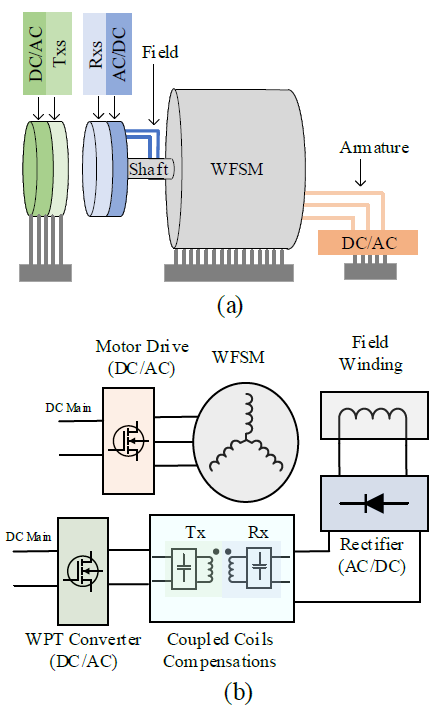 DC/AC
Txs
Rxs
AC/DC
Field
Shaft
WFSM
Armature
DC/AC
(a)
Motor Drive
(DC/AC)
WFSM
Field
Winding
DC Main
DC Main
Tx
Rx
Rectifier
(AC/DC)
WPT Converter
(DC/AC)
Coupled Coils
Compensations
(b)